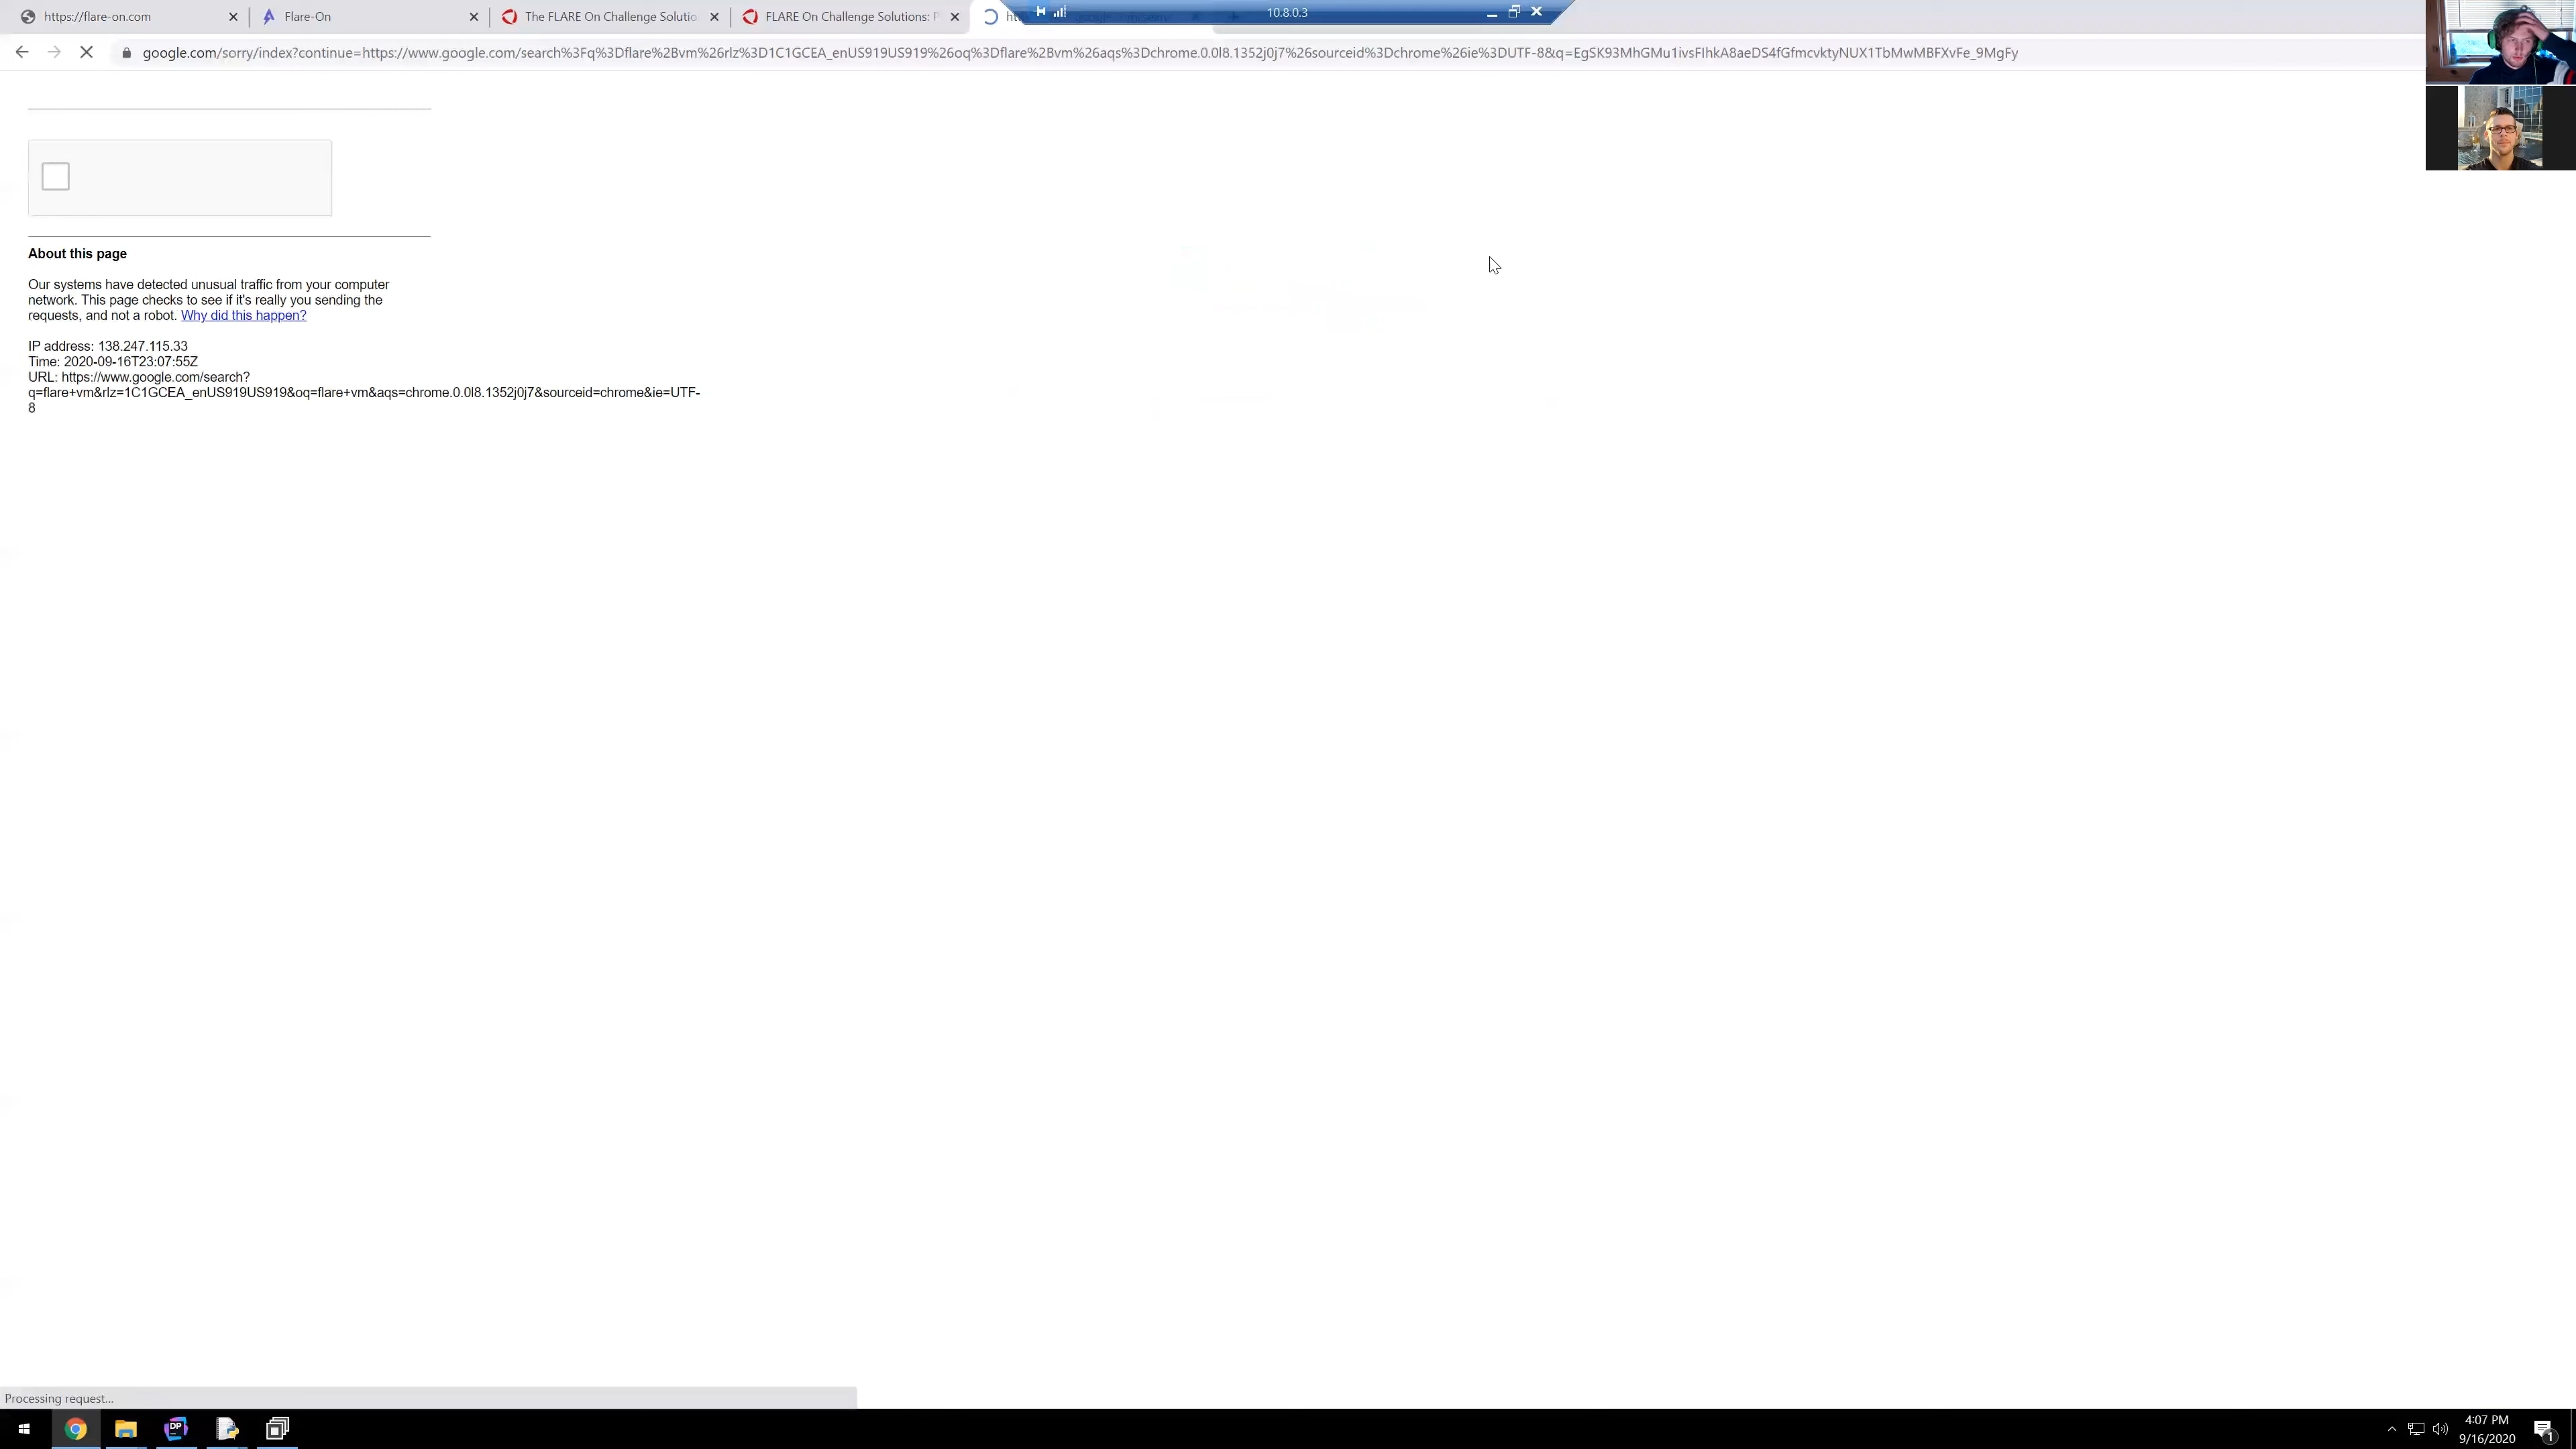 https://flare-on.com
Flare-On
The FLARE On Challenge Solutio
FLARE On Challenge Solutions: P
10.8.0.3
google.com/sorry/index?continue=https://www.google.com/search%3Fq%3Dflare%2Bvm%26rlz%3D1C1GCEA_enUS919US919%26oq%3Dflare%2Bvm%26aqs%3Dchrome.0.0l8.1352j0j7%26sourceid%3Dchrome%26ie%3DUTF-8&q=EgSK93MhGMu1ivsFIhkA8aeDS4fGfmcvktyNUX1TbMwMBFXvFe_9MgFy
About this page
Our systems have detected unusual traffic from your computer
network. This page checks to see if it's really you sending the
requests, and not a robot. Why did this happen?
IP address: 138.247.115.33
Time: 2020-09-16T23:07:55Z
URL: https://www.google.com/search?
q=flare+vm&rlz=1C1GCEA_enUS919US919&oq=flare+vm&aqs=chrome.0.0l8.1352j0j7&sourceid=chrome&ie=UTF-
8
Processing request...
DP
4:07 PM
9/16/2020
1